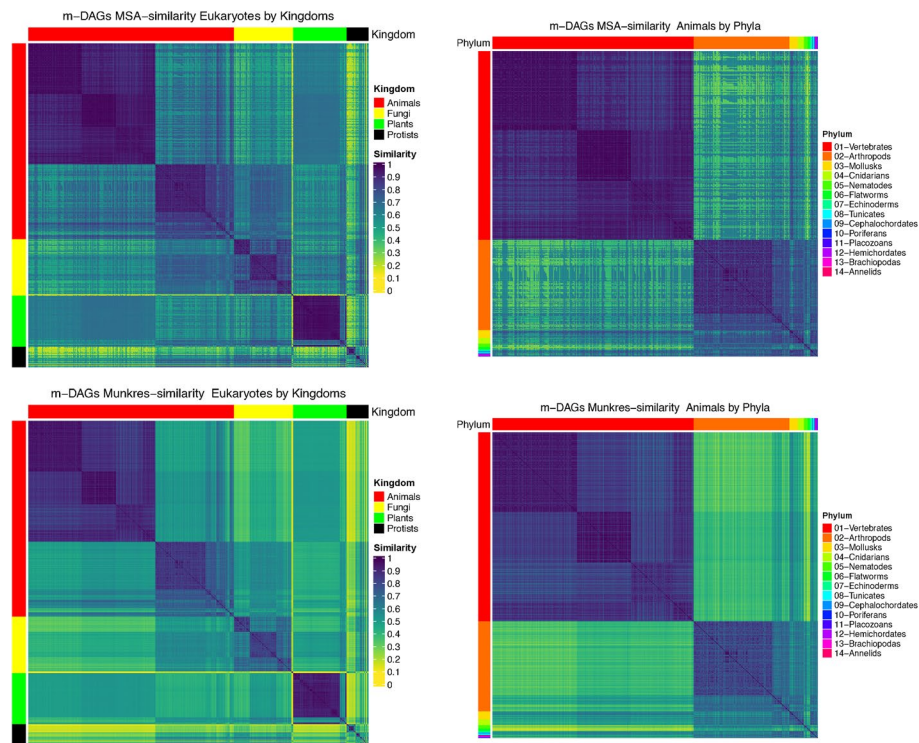 m-DAGs MSA-similarity Eukaryotes by Kingdoms
Kingdom
Kingdom
Animals
Fungi
Plants
Protists
Similarity
1
0.9
0.8
0.7
0.6
0.5
0.4
0.3
0.2
0.1
0
m-DAGs MSA-similarity Animals by Phyla
Phylum
Phylum
01-Vertebrates
02-Arthropods
03-Mollusks
04-Cnidarians
05-Nematodes
06-Flatworms
07-Echinoderms
08-Tunicates
09-Cephalochordates
10-Poriferans
11-Placozoans
12-Hemichordates
13-Brachiopodas
14-Annelids
m-DAGs Munkres-similarity Eukaryotes by Kingdoms
Kingdom
Kingdom
Animals
Fungi
Plants
Protists
Similarity
1
0.9
0.8
0.7
0.6
0.5
0.4
0.3
0.2
0.1
0
m-DAGs Munkres-similarity Animals by Phyla
Phylum
Phylum
01-Vertebrates
02-Arthropods
03-Mollusks
04-Cnidarians
05-Nematodes
06-Flatworms
07-Echinoderms
08-Tunicates
09-Cephalochordates
10-Poriferans
11-Placozoans
12-Hemichordates
13-Brachiopodas
14-Annelids